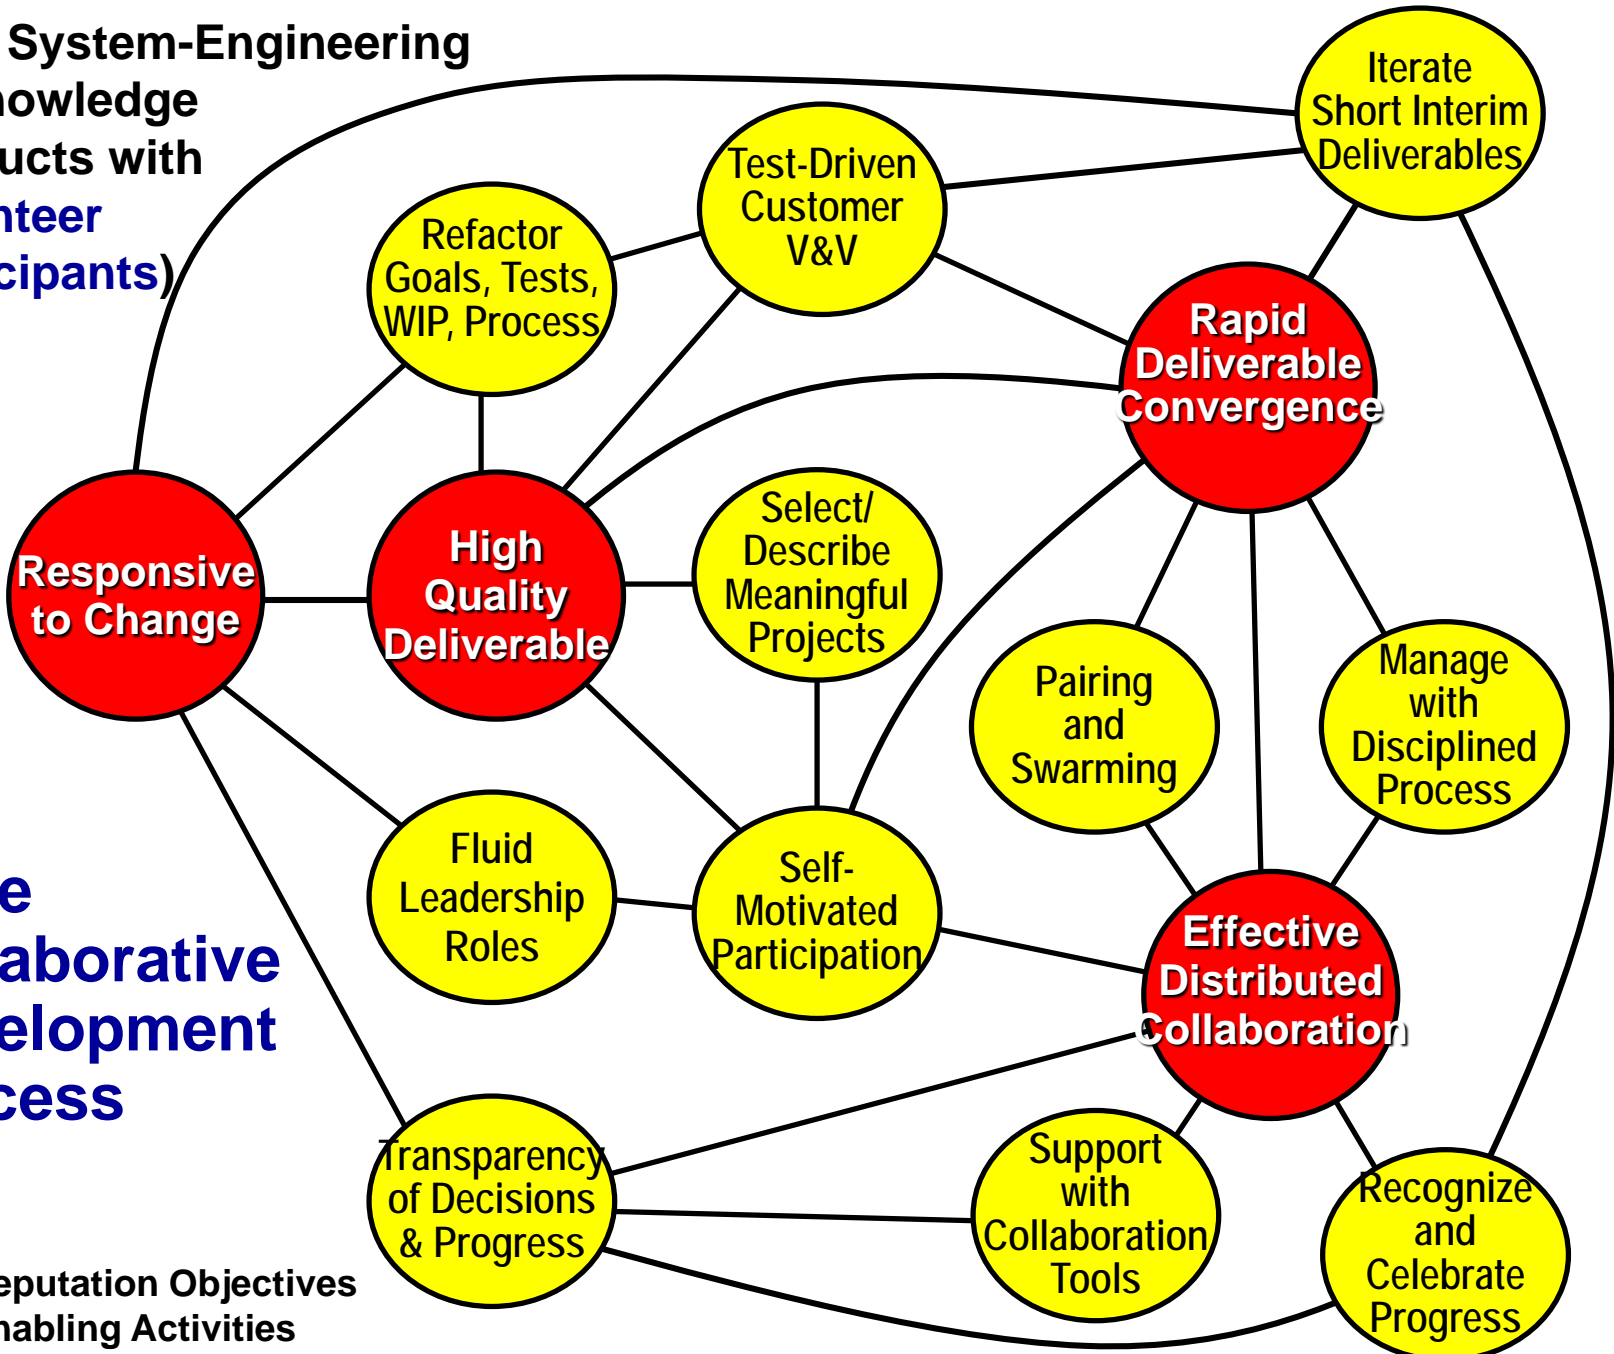 System-Engineering
nowledge
ucts with
nteer
cipants)
Iterate
Short Interim
Deliverables
Test-Driven
Customer
V&V
Refactor
Goals, Tests,
WIP, Process
Rapid
Deliverable
Convergence
Select/
Describe
Meaningful
Projects
High
Quality
Deliverable
Responsive
to Change
Pairing
and
Swarming
Manage
with
Disciplined
Process
Fluid
Leadership
Roles
Self-
Motivated
Participation
Effective
Distributed
Collaboration
e
aborative
elopment
cess
Transparency
of Decisions
& Progress
Support
with
Collaboration
Tools
Recognize
and
Celebrate
Progress
eputation Objectives
nabling Activities